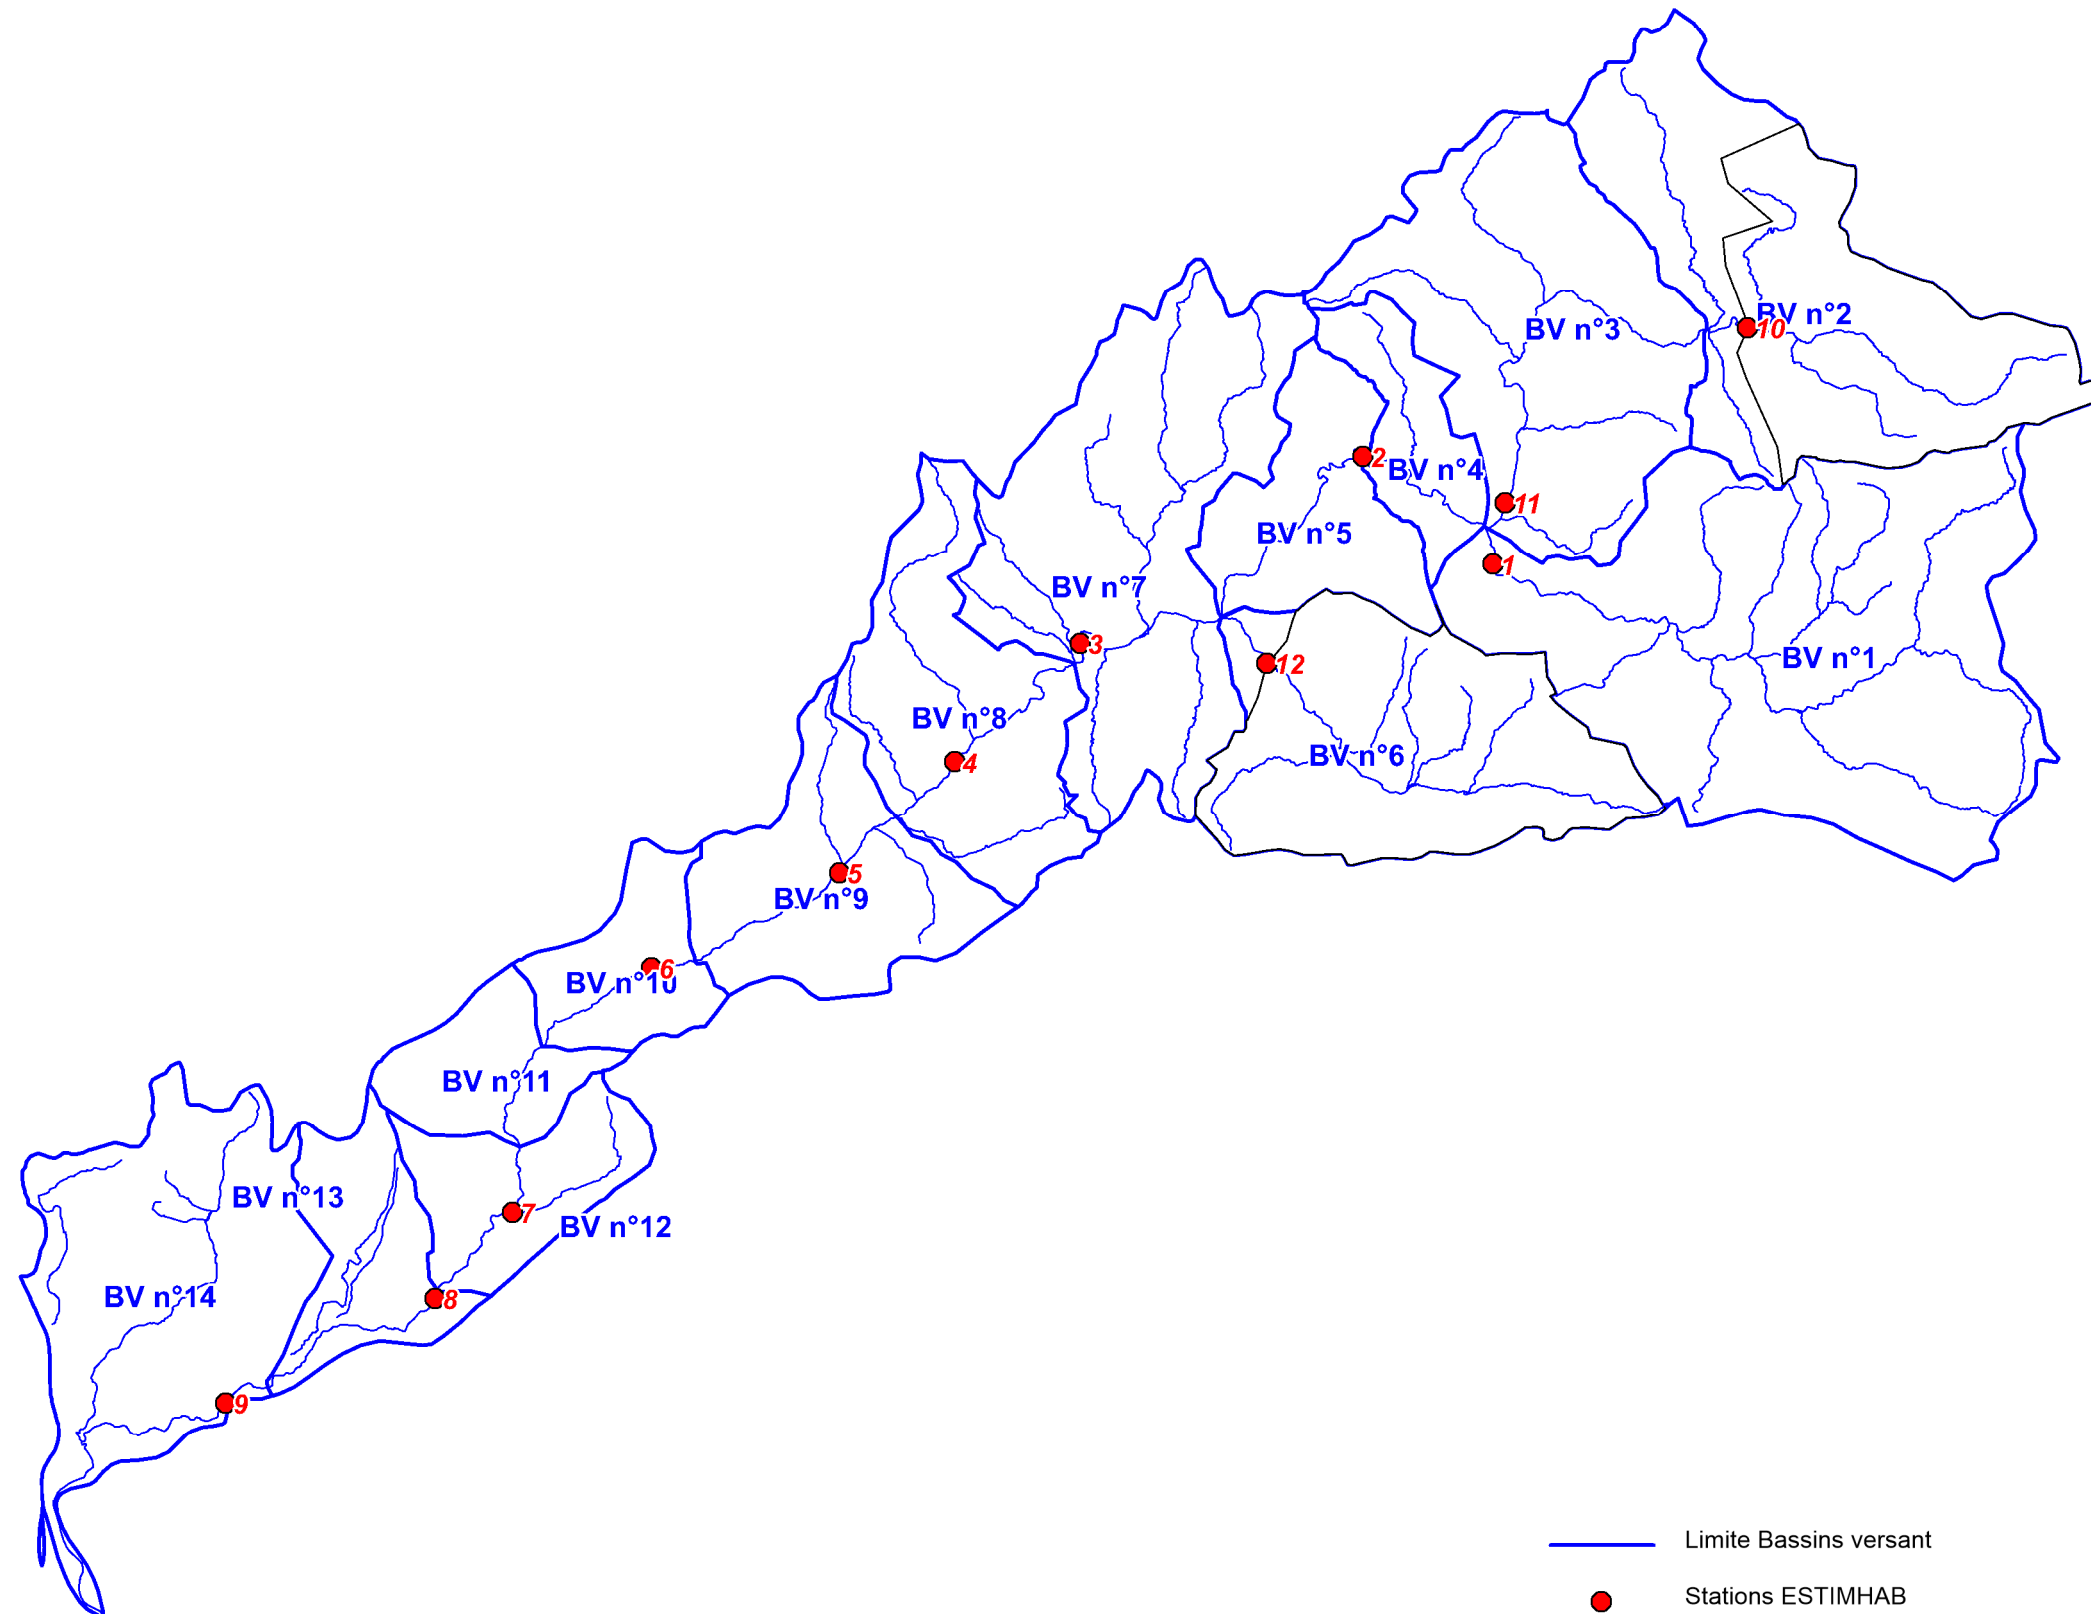 BV n°2
10
BV n°3
2
BV n°4
11
BV n°5
1
BV n°7
3
12
BV n°1
BV n°8
BV n°6
4
5
BV n°9
6
BV n°10
BV n°11
BV n°13
7
BV n°12
BV n°14
8
9
Limite Bassins versant
Stations ESTIMHAB